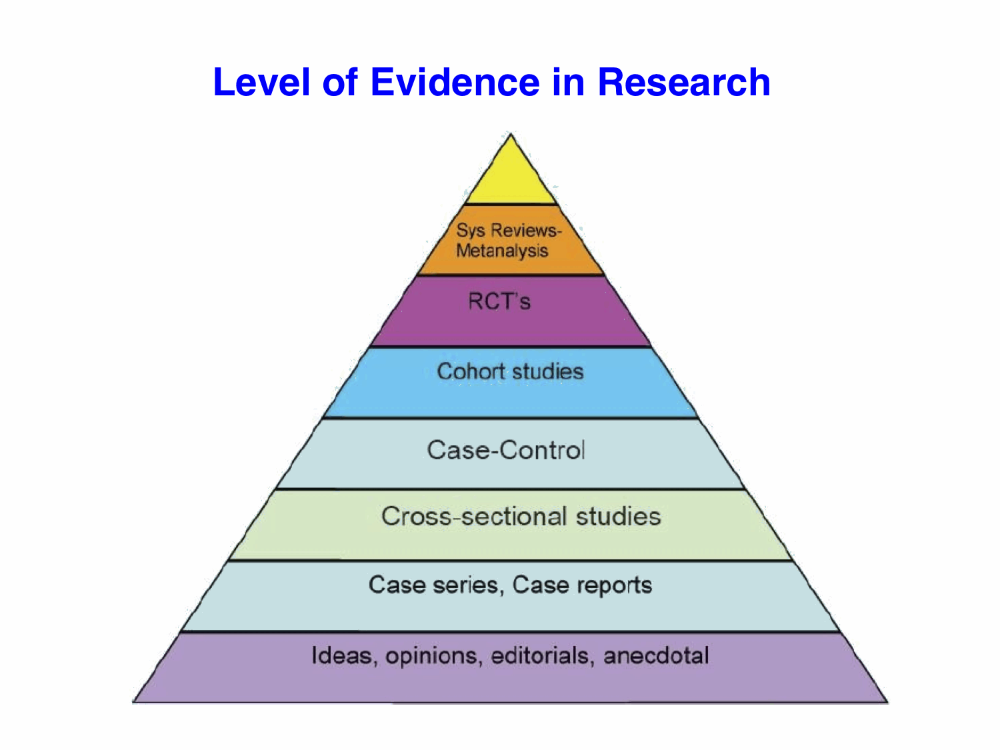 Level of Evidence in Research
Sys Reviews-
Metanalysis
RCT's
Cohort studies
Case-Control
Cross-sectional studies
Case series, Case reports
Ideas, opinions, editorials, anecdotal